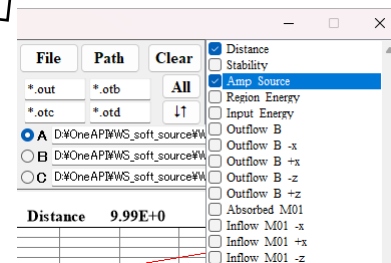 File Path Clear
*.out *.otb All
*.otc *.otd ↓↑
A D:¥OneAPI¥WS_soft_source¥W
B D:¥OneAPI¥WS_soft_source¥W
C D:¥OneAPI¥WS_soft_source¥W
Distance 9.99E+0
Distance
Stability
Amp Source
Region Energy
Input Energy
Outflow B
Outflow B -x
Outflow B +x
Outflow B -z
Outflow B +z
Absorbed M01
Inflow M01 -x
Inflow M01 +x
Inflow M01 -z